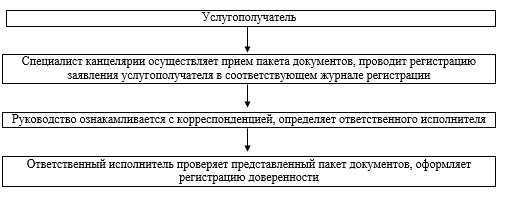 Услугополучатель
Специалист канцелярии осуществляет прием пакета документов, проводит регистрацию
заявления услугополучателя в соответствующем журнале регистрации
Руководство ознакамливается с корреспонденцией, определяет ответственного исполнителя
Ответственный исполнитель проверяет представленный пакет документов, оформляет
регистрацию доверенности